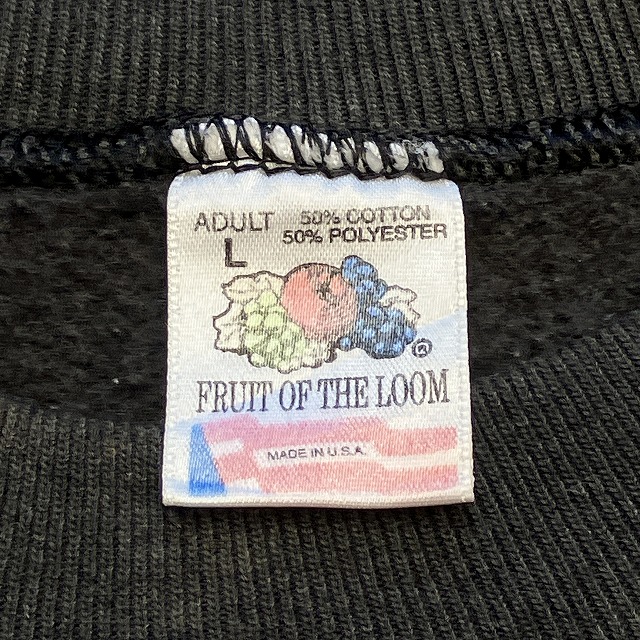 ADULT 50% COTTON
L 50% POLYESTER
®
FRUIT OF THE LOOM
MADE IN U.S.A.